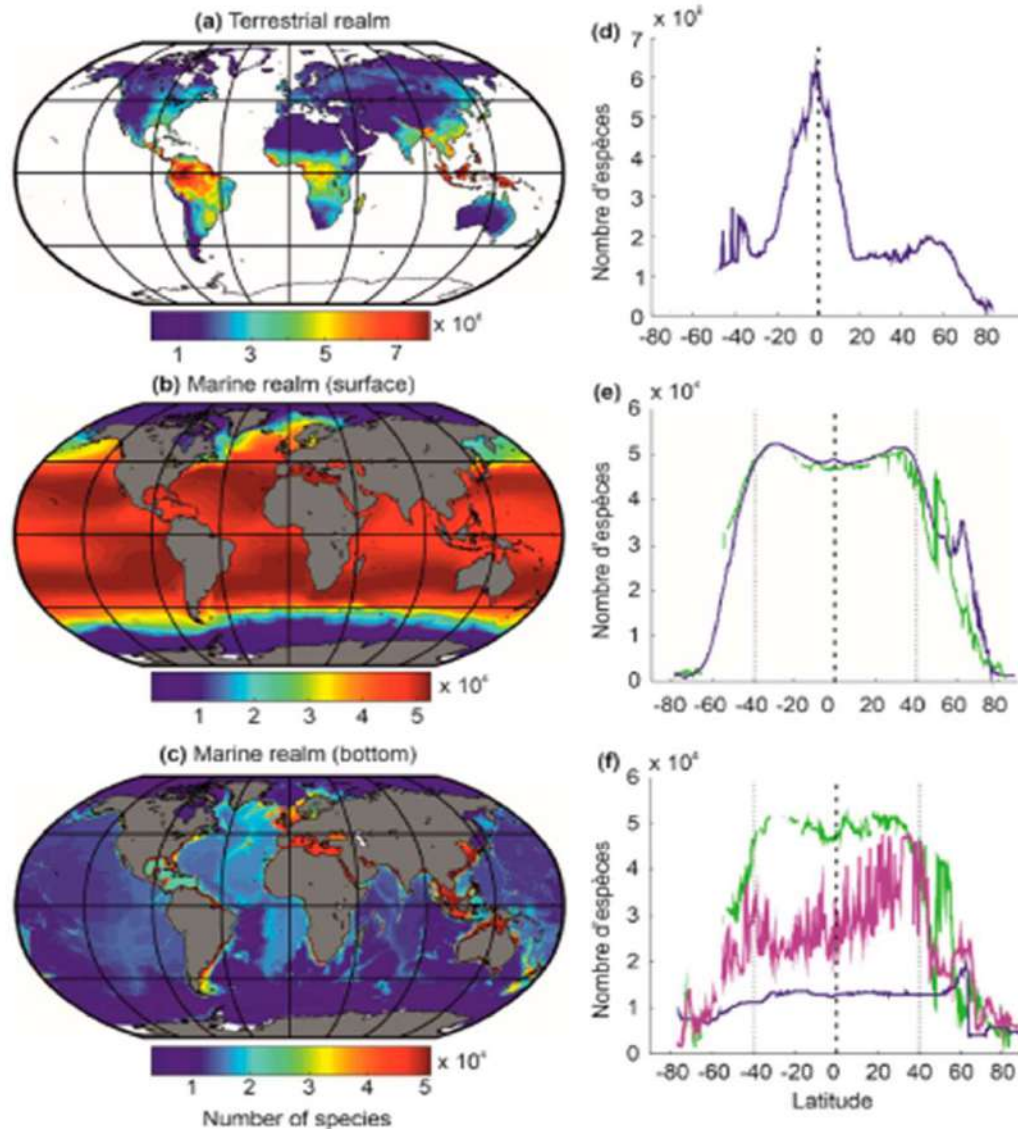 (a) Terrestrial realm
1 3 5 7
x 10⁶
(d)
x 10⁶
Nombre d'espèces
7
6
5
4
3
2
1
0
-80 -60 -40 -20 0 20 40 60 80
(b) Marine realm (surface)
1 2 3 4 5
x 10⁴
(e)
x 10⁴
Nombre d'espèces
6
5
4
3
2
1
0
-80 -60 -40 -20 0 20 40 60 80
(c) Marine realm (bottom)
1 2 3 4 5
x 10⁴
Number of species
(f)
x 10⁴
Nombre d'espèces
6
5
4
3
2
1
0
-80 -60 -40 -20 0 20 40 60 80
Latitude